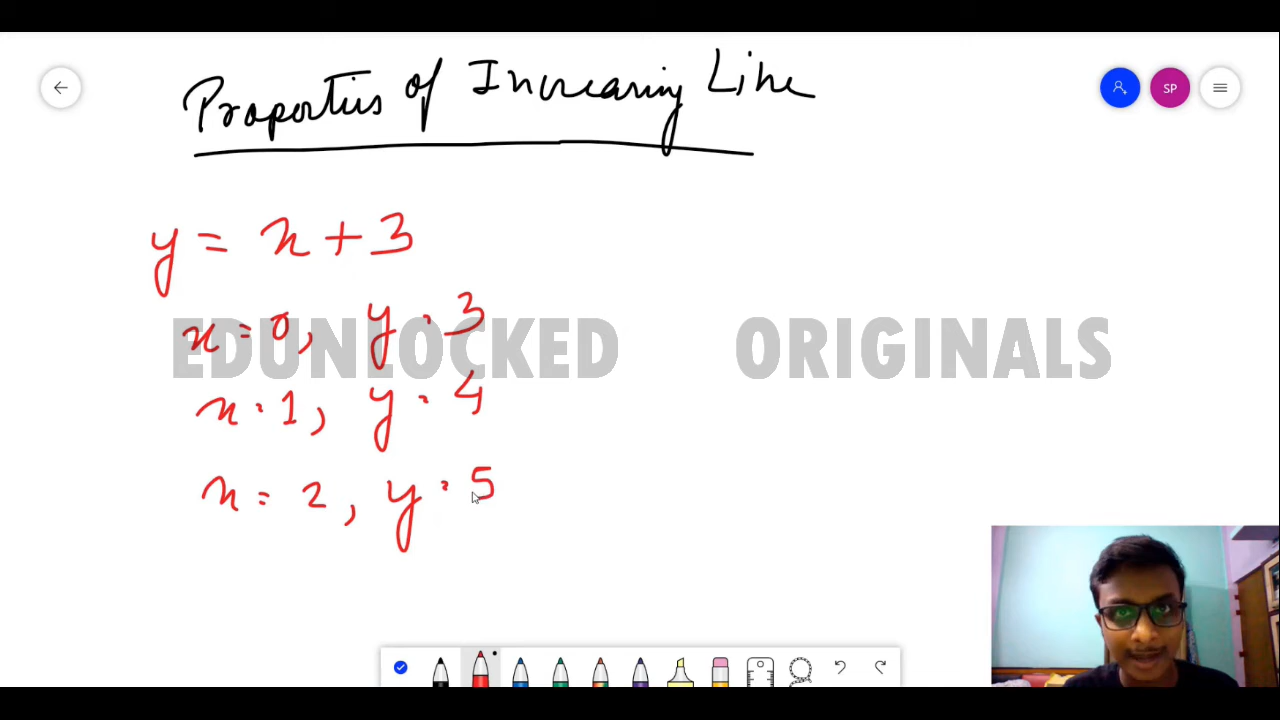 Properties of Increasing Line
SP
y = x + 3
x = 0, y = 3
EDUNLOCKED ORIGINALS
x = 1, y = 4
x = 2, y = 5